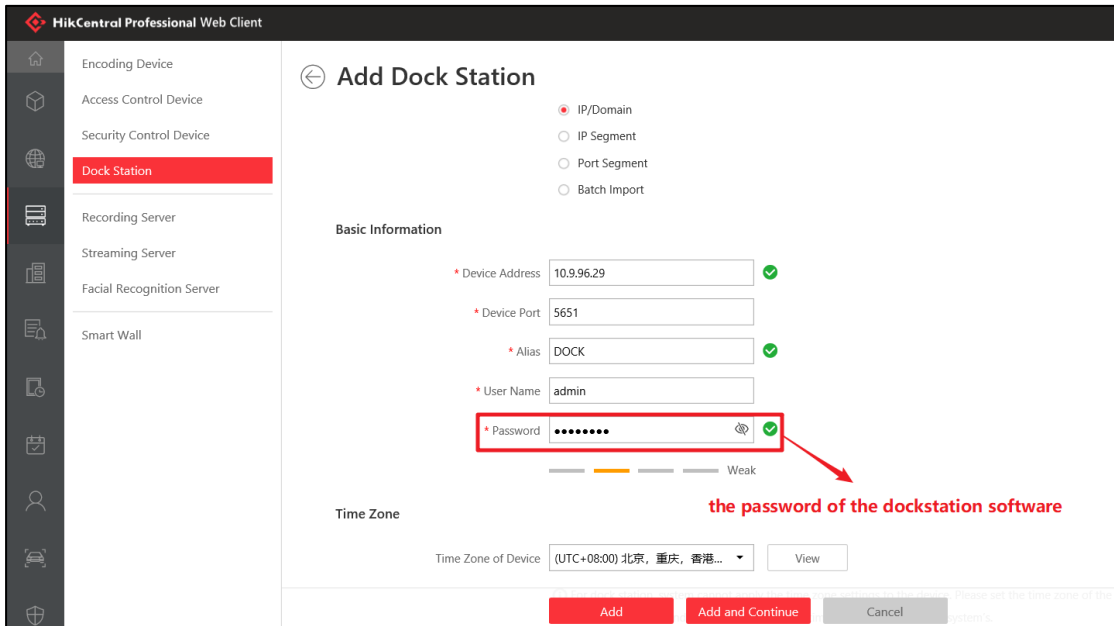 HikCentral Professional Web Client
Encoding Device
Access Control Device
Security Control Device
Dock Station
Recording Server
Streaming Server
Facial Recognition Server
Smart Wall
Add Dock Station
IP/Domain
IP Segment
Port Segment
Batch Import
Basic Information
* Device Address 10.9.96.29
* Device Port 5651
* Alias DOCK
* User Name admin
* Password ••••••••
Weak
the password of the dockstation software
Time Zone
Time Zone of Device (UTC+08:00) 北京，重庆，香港... View
Add Add and Continue Cancel